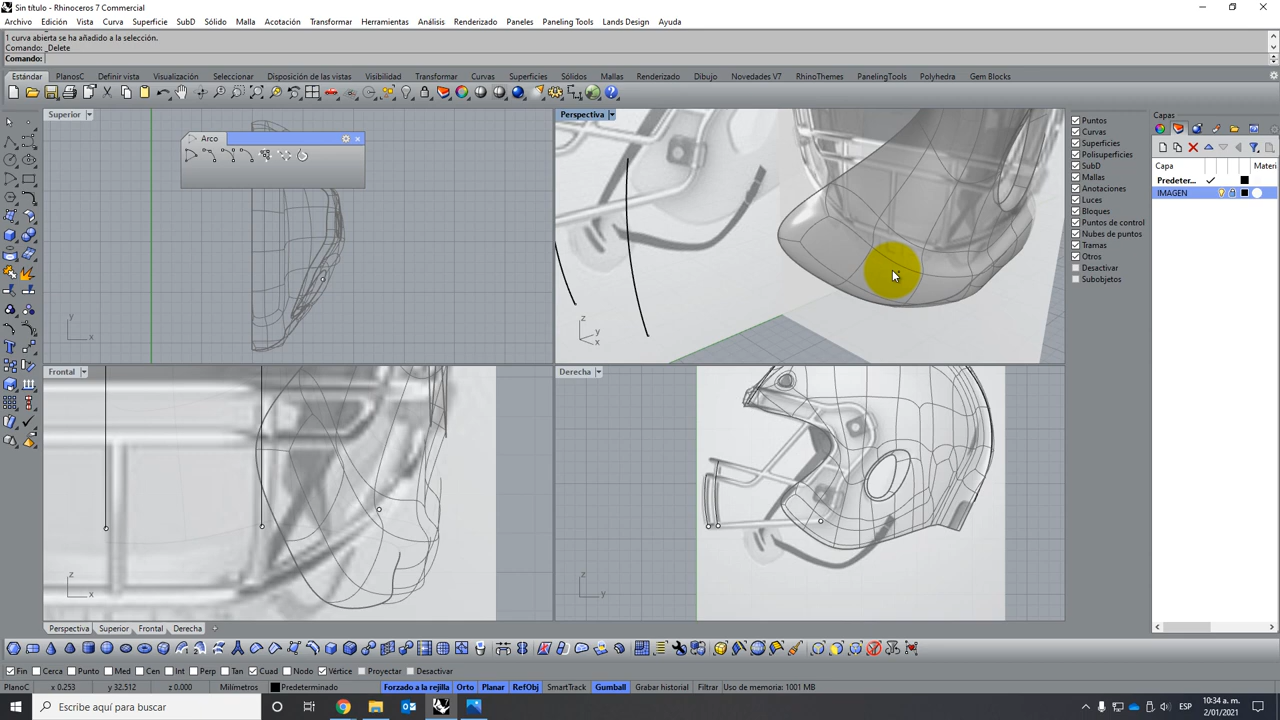 Sin título - Rhinoceros 7 Commercial
Archivo Edición Vista Curva Superficie SubD Sólido Malla Acotación Transformar Herramientas Análisis Renderizado Paneles Paneling Tools Lands Design Ayuda
1 curva abierta se ha añadido a la selección.
Comando: _Delete
Comando:
Estándar PlanosC Definir vista Visualización Seleccionar Disposición de las vistas Visibilidad Transformar Curvas Superficies Sólidos Mallas Renderizado Dibujo Novedades V7 RhinoThemes PanelingTools Polyhedra Gem Blocks
Superior
Perspectiva
Capas
Arco
Puntos
Curvas
Superficies
Polisuperficies
SubD
Mallas
Anotaciones
Luces
Bloques
Puntos de control
Nubes de puntos
Tramas
Otros
Desactivar
Subobjetos
Capa Materi
Predeter...
IMAGEN
y
x
z
y
x
Frontal
Derecha
z
x
z
y
Perspectiva Superior Frontal Derecha
Fin Cerca Punto Med Cen Int Perp Tan Cuad Nodo Vértice Proyectar Desactivar
PlanoC x 0.253 y 32.512 z 0.000 Milímetros Predeterminado Forzado a la rejilla Orto Planar RefObj SmartTrack Gumball Grabar historial Filtrar Uso de memoria: 1001 MB
Escribe aquí para buscar
ESP
10:34 a. m.
2/01/2021